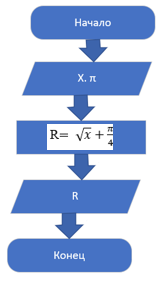 Начало
X. π
R= √x + π/4
R
Конец